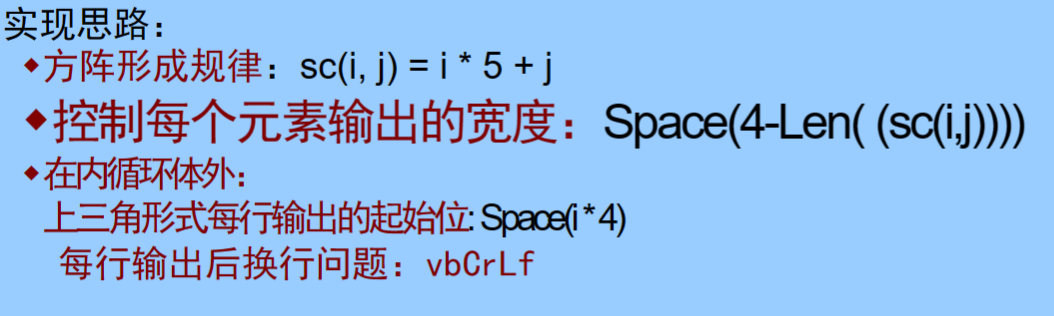 实现思路：
◆方阵形成规律：sc(i, j) = i * 5 + j
◆控制每个元素输出的宽度：Space(4-Len( (sc(i,j))))
◆在内循环体外：
上三角形式每行输出的起始位: Space(i * 4)
每行输出后换行问题：vbCrLf